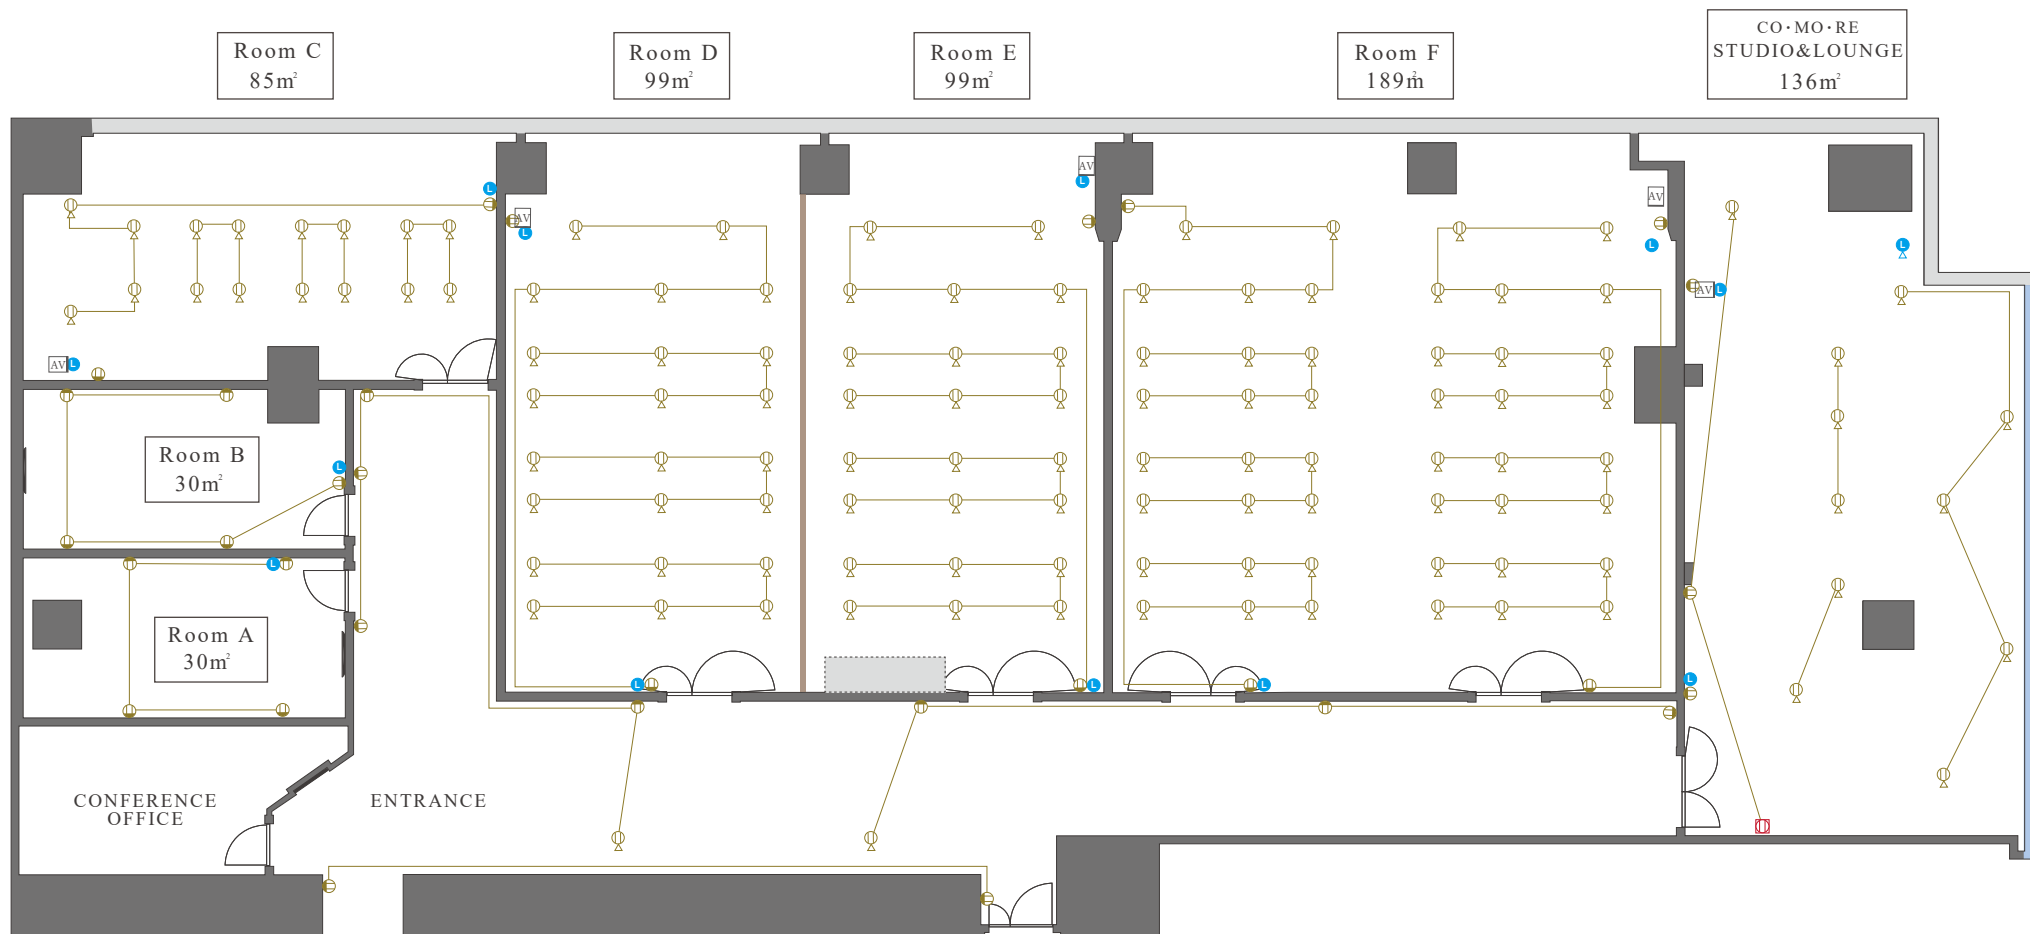 Room C
85m²
Room D
99m²
Room E
99m²
Room F
189m²
CO・MO・RE
STUDIO&LOUNGE
136m²
L
AV
L
AV
L
AV
L
AV
L
L
AV
L
AV
L
Room B
30m²
L
L
Room A
30m²
L
L
L
L
CONFERENCE
OFFICE
ENTRANCE